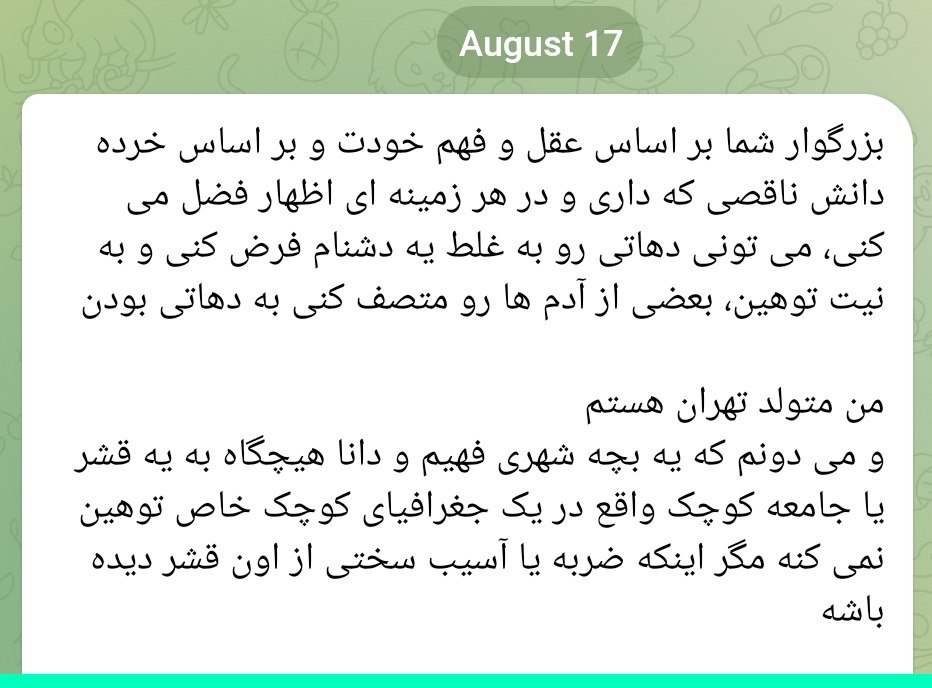 August 17
بزرگوار شما بر اساس عقل و فهم خودت و بر اساس خرده
دانش ناقصی که داری و در هر زمینه ای اظهار فضل می
کنی، می تونی دهاتی رو به غلط یه دشنام فرض کنی و به
نیت توهین، بعضی از آدم ها رو متصف کنی به دهاتی بودن
من متولد تهران هستم
و می دونم که یه بچه شهری فهیم و دانا هیچگاه به یه قشر
یا جامعه کوچک واقع در یک جغرافیای کوچک خاص توهین
نمی کنه مگر اینکه ضربه یا آسیب سختی از اون قشر دیده
باشه